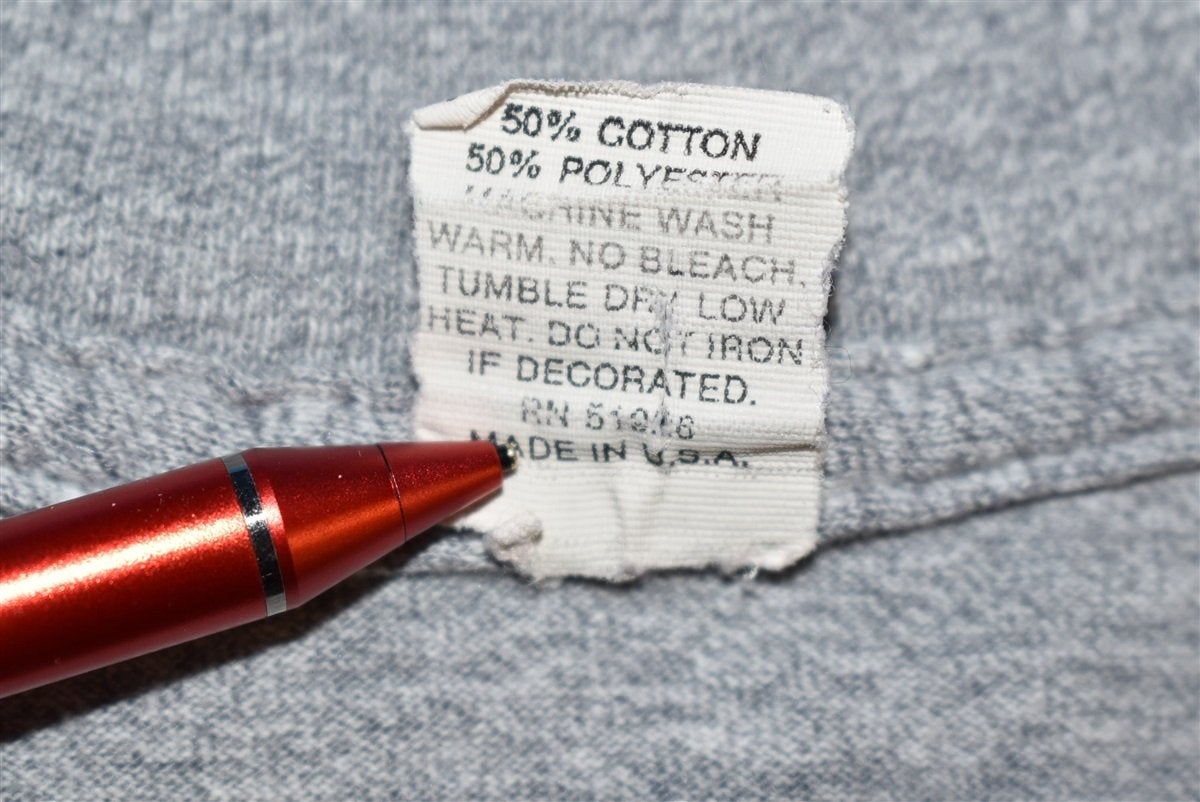 50% COTTON
50% POLYESTER
MACHINE WASH
WARM. NO BLEACH.
TUMBLE DRY LOW
HEAT. DO NOT IRON
IF DECORATED.
RN
MADE IN U.S.A.